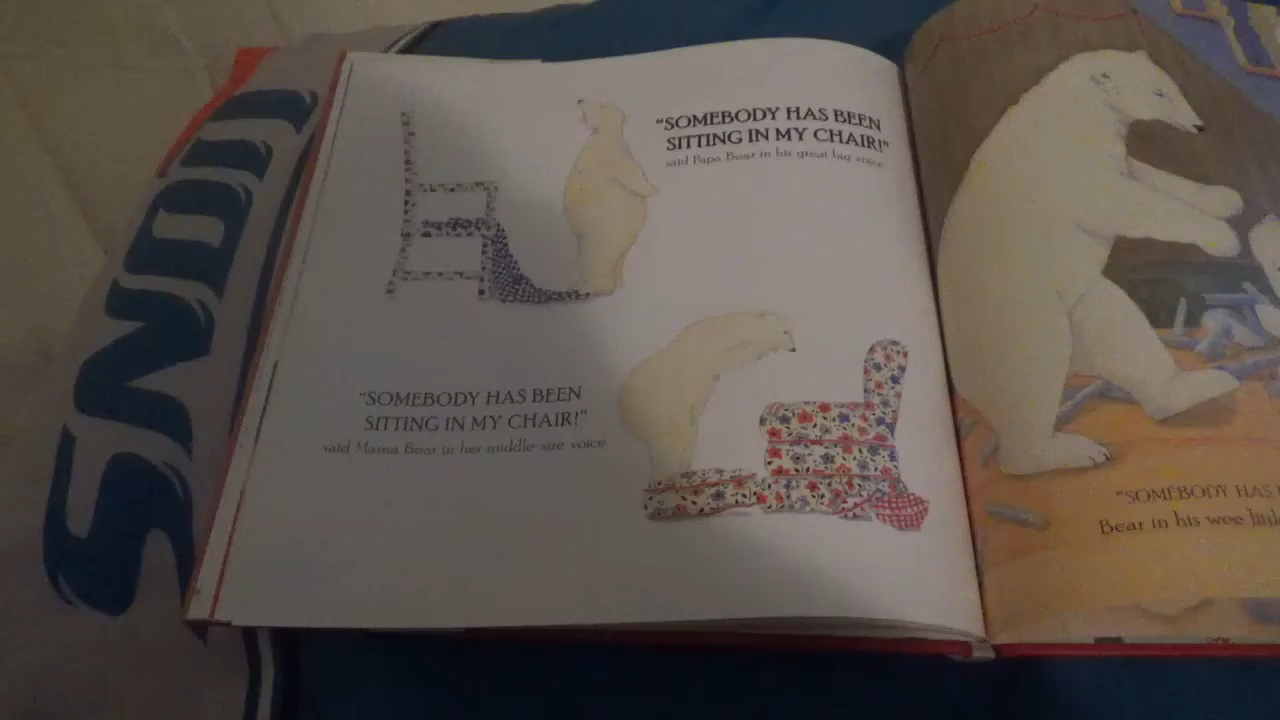 "SOMEBODY HAS BEEN
SITTING IN MY CHAIR!"
said Papa Bear in his great big voice
"SOMEBODY HAS BEEN
SITTING IN MY CHAIR!"
said Mama Bear in her middle-size voice
"SOMEBODY HAS
Bear in his wee